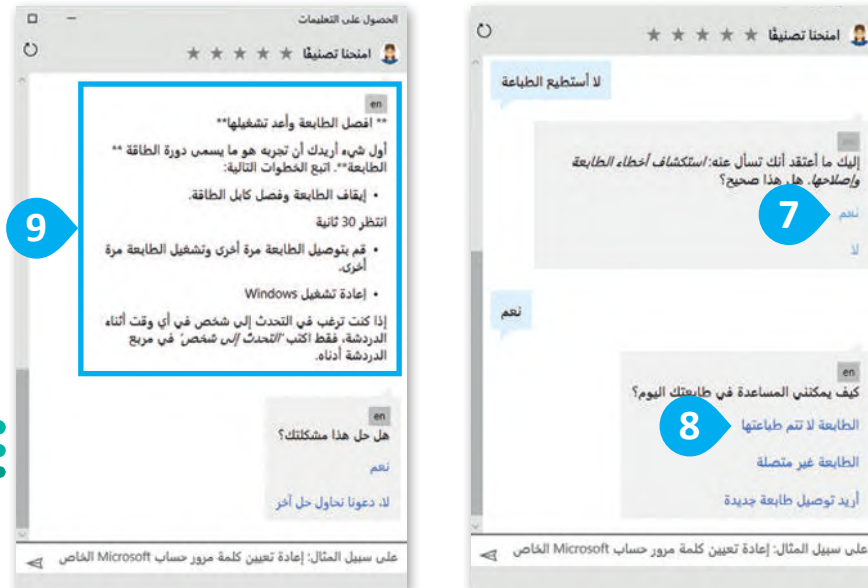 امنحنا تصنيفًا
لا أستطيع الطباعة
إليك ما أعتقد أنك تسأل عنه: استكشاف أخطاء الطابعة
وإصلاحها. هل هذا صحيح؟
نعم
7
لا
نعم
en
كيف يمكنني المساعدة في طابعتك اليوم؟
الطابعة لا تتم طباعتها
8
الطابعة غير متصلة
أريد توصيل طابعة جديدة
على سبيل المثال: إعادة تعيين كلمة مرور حساب Microsoft الخاص
الحصول على التعليمات
امنحنا تصنيفًا
en
** افصل الطابعة وأعد تشغيلها**
أول شيء أريدك أن تجربه هو ما يسمى دورة الطاقة **
الطابعة**. اتبع الخطوات التالية:
• إيقاف الطابعة وفصل كابل الطاقة.
انتظر 30 ثانية
• قم بتوصيل الطابعة مرة أخرى وتشغيل الطابعة مرة
أخرى.
• إعادة تشغيل Windows
إذا كنت ترغب في التحدث إلى شخص في أي وقت أثناء
الدردشة، فقط اكتب "التحدث إلى شخص" في مربع
الدردشة أدناه.
9
en
هل حل هذا مشكلتك؟
نعم
لا، دعونا نحاول حل آخر
على سبيل المثال: إعادة تعيين كلمة مرور حساب Microsoft الخاص